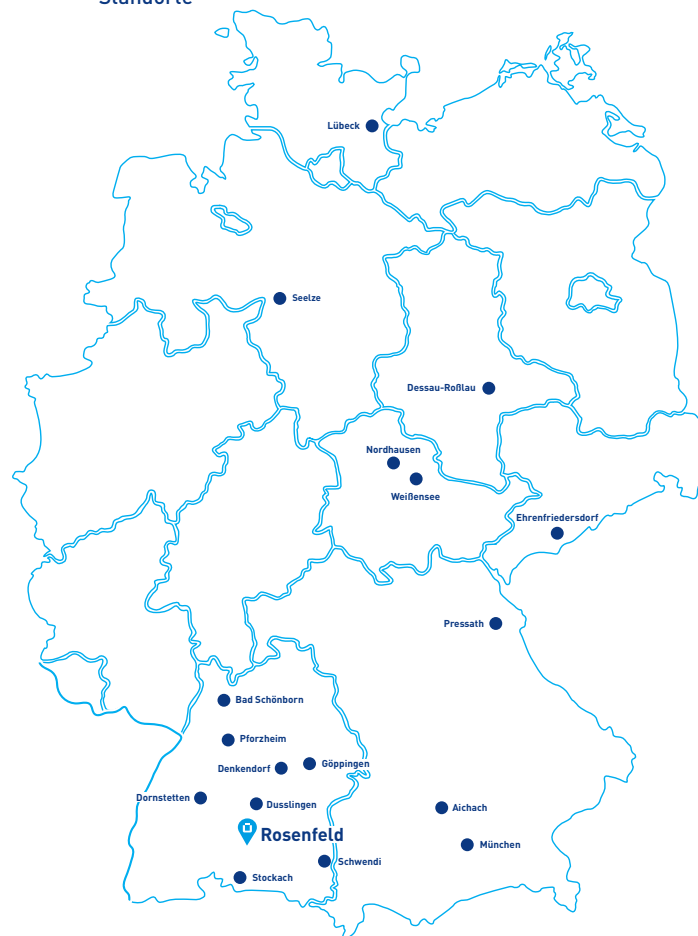 Standorte
Lübeck
Seelze
Dessau-Roßlau
Nordhausen
Weißensee
Ehrenfriedersdorf
Pressath
Bad Schönborn
Pforzheim
Göppingen
Denkendorf
Dornstetten
Dusslingen
Aichach
Rosenfeld
München
Schwendi
Stockach